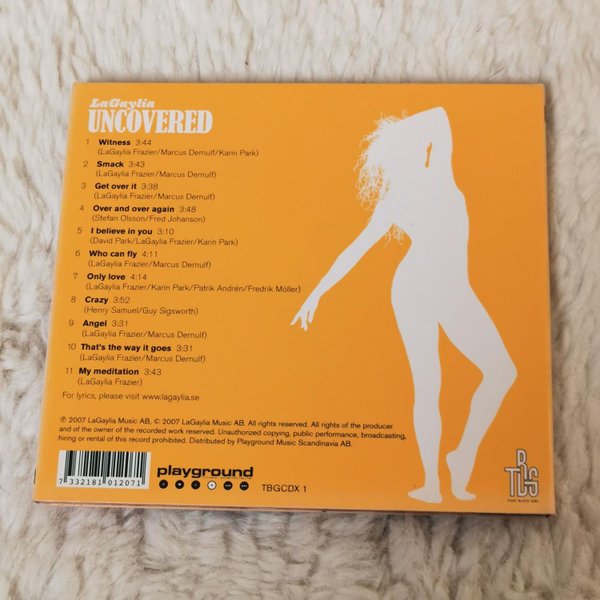 LaGaylia
UNCOVERED
1 Witness 3:44
(LaGaylia Frazier/Marcus Dernulf/Karin Park)
2 Smack 3:43
(LaGaylia Frazier/Marcus Dernulf)
3 Get over it 3:38
(LaGaylia Frazier/Marcus Dernulf)
4 Over and over again 3:48
(Stefan Olsson/Fred Johanson)
5 I believe in you 3:10
(David Park/LaGaylia Frazier/Karin Park)
6 Who can fly 4:11
(LaGaylia Frazier/Marcus Dernulf)
7 Only love 4:14
(LaGaylia Frazier/Karin Park/Patrik Andrén/Fredrik Möller)
8 Crazy 3:52
(Henry Samuel/Guy Sigsworth)
9 Angel 3:31
(LaGaylia Frazier/Marcus Dernulf)
10 That's the way it goes 3:31
(LaGaylia Frazier/Marcus Dernulf)
11 My meditation 3:43
(LaGaylia Frazier)
For lyrics, please visit www.lagaylia.se
℗ 2007 LaGaylia Music AB, © 2007 LaGaylia Music AB. All rights reserved. All rights of the producer
and of the owner of the recorded work reserved. Unauthorized copying, public performance, broadcasting,
hiring or rental of this record prohibited. Distributed by Playground Music Scandinavia AB.
7 332181 012071
playground
TBGCDX 1
TBGS
THAT BLACK GIRL